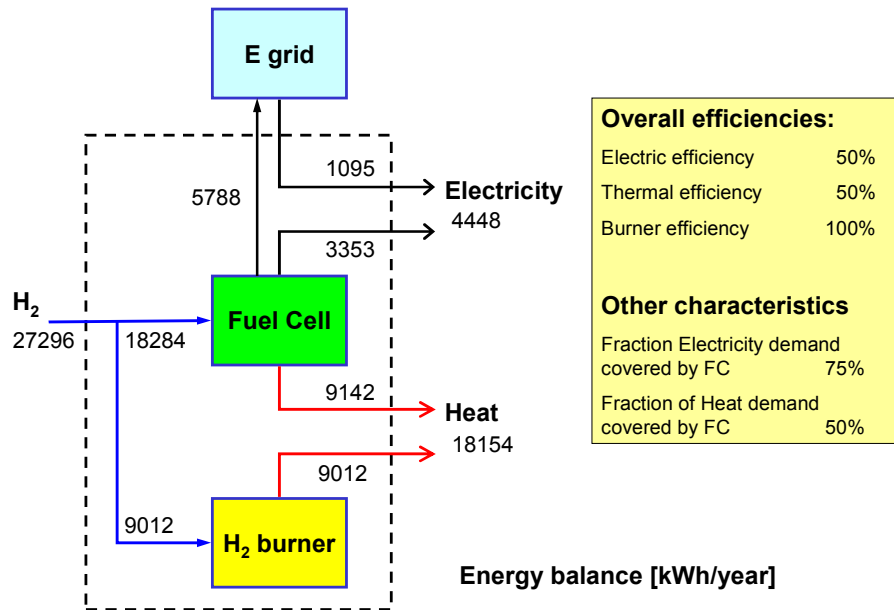 E grid
1095
5788
Electricity
4448
3353
H₂
27296
18284
Fuel Cell
9142
Heat
18154
9012
9012
H₂ burner
Energy balance [kWh/year]
Overall efficiencies:
Electric efficiency 50%
Thermal efficiency 50%
Burner efficiency 100%
Other characteristics
Fraction Electricity demand
covered by FC 75%
Fraction of Heat demand
covered by FC 50%